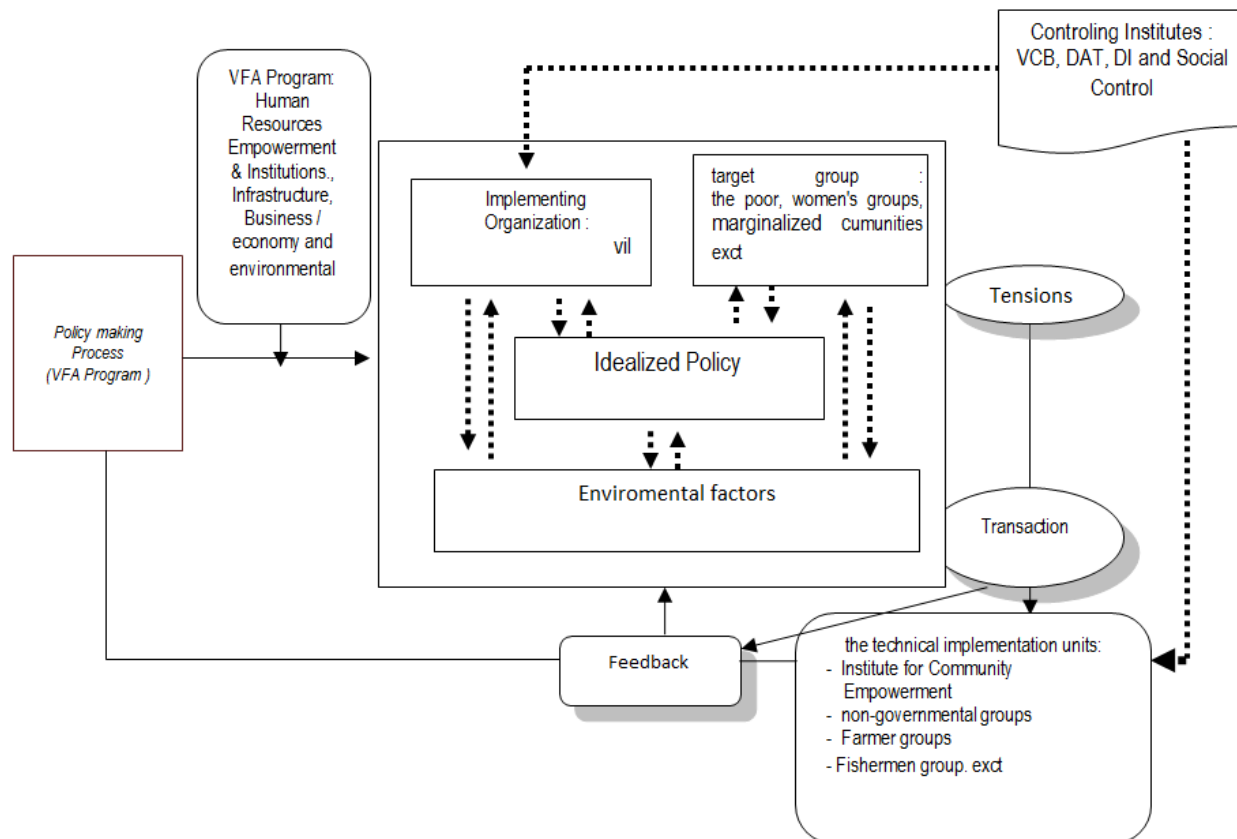 Controling Institutes :
VCB, DAT, DI and Social
Control
VFA Program:
Human
Resources
Empowerment
& Institutions.,
Infrastructure,
Business /
economy and
environmental
Implementing
Organization :
vil
target group :
the poor, women's groups,
marginalized cumunities
exct
Policy making
Process
(VFA Program )
Idealized Policy
Tensions
Enviromental factors
Transaction
Feedback
the technical implementation units:
- Institute for Community
Empowerment
- non-governmental groups
- Farmer groups
- Fishermen group. exct